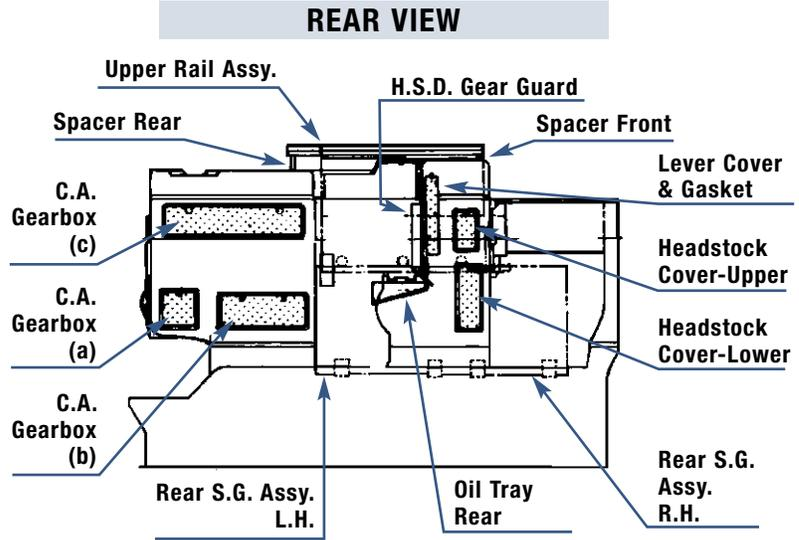 REAR VIEW
Upper Rail Assy.
H.S.D. Gear Guard
Spacer Rear
Spacer Front
Lever Cover
& Gasket
C.A.
Gearbox
(c)
Headstock
Cover-Upper
C.A.
Gearbox
(a)
Headstock
Cover-Lower
C.A.
Gearbox
(b)
Rear S.G. Assy.
L.H.
Oil Tray
Rear
Rear S.G.
Assy.
R.H.